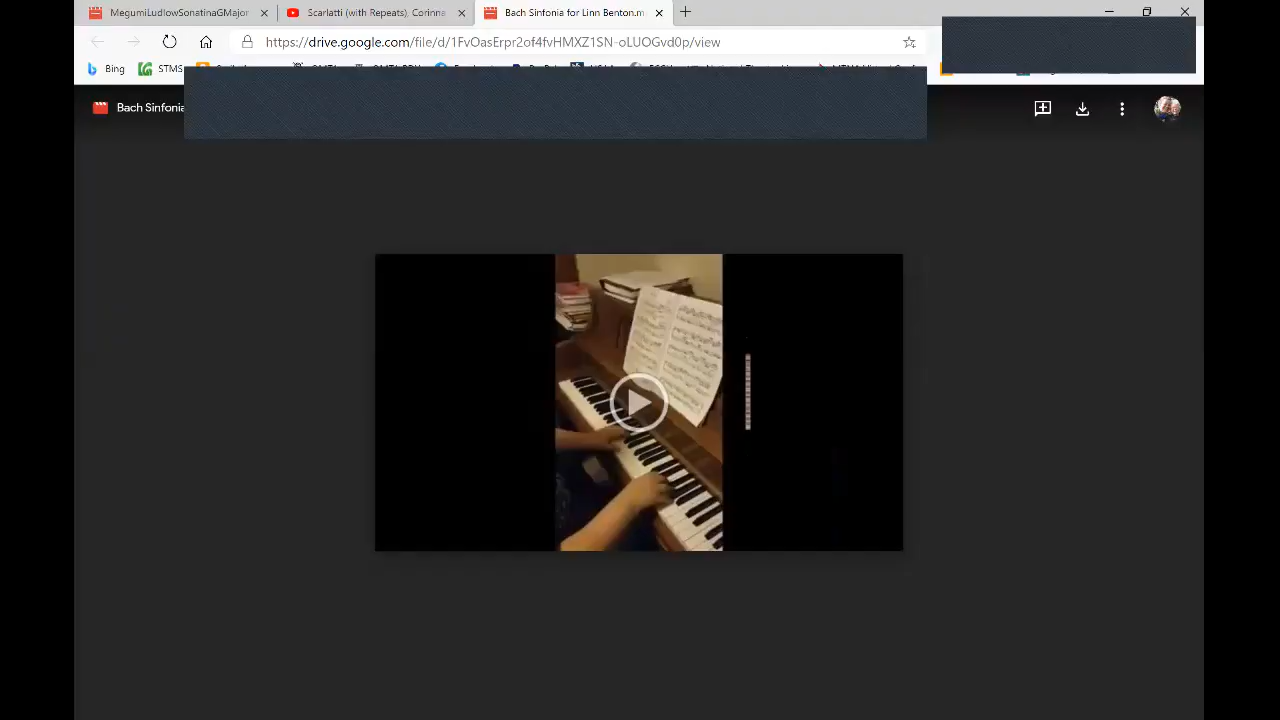 MegumiLudlowSonatinaGMajor
Scarlatti (with Repeats), Corinna
Bach Sinfonia for Linn Benton.m
https://drive.google.com/file/d/1FvOasErpr2of4fvHMXZ1SN-oLUOGvd0p/view
Bing
STMS
Bach Sinfonia